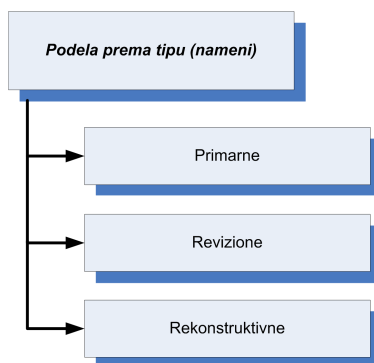 Podela prema tipu (nameni)
Primarne
Revizione
Rekonstruktivne